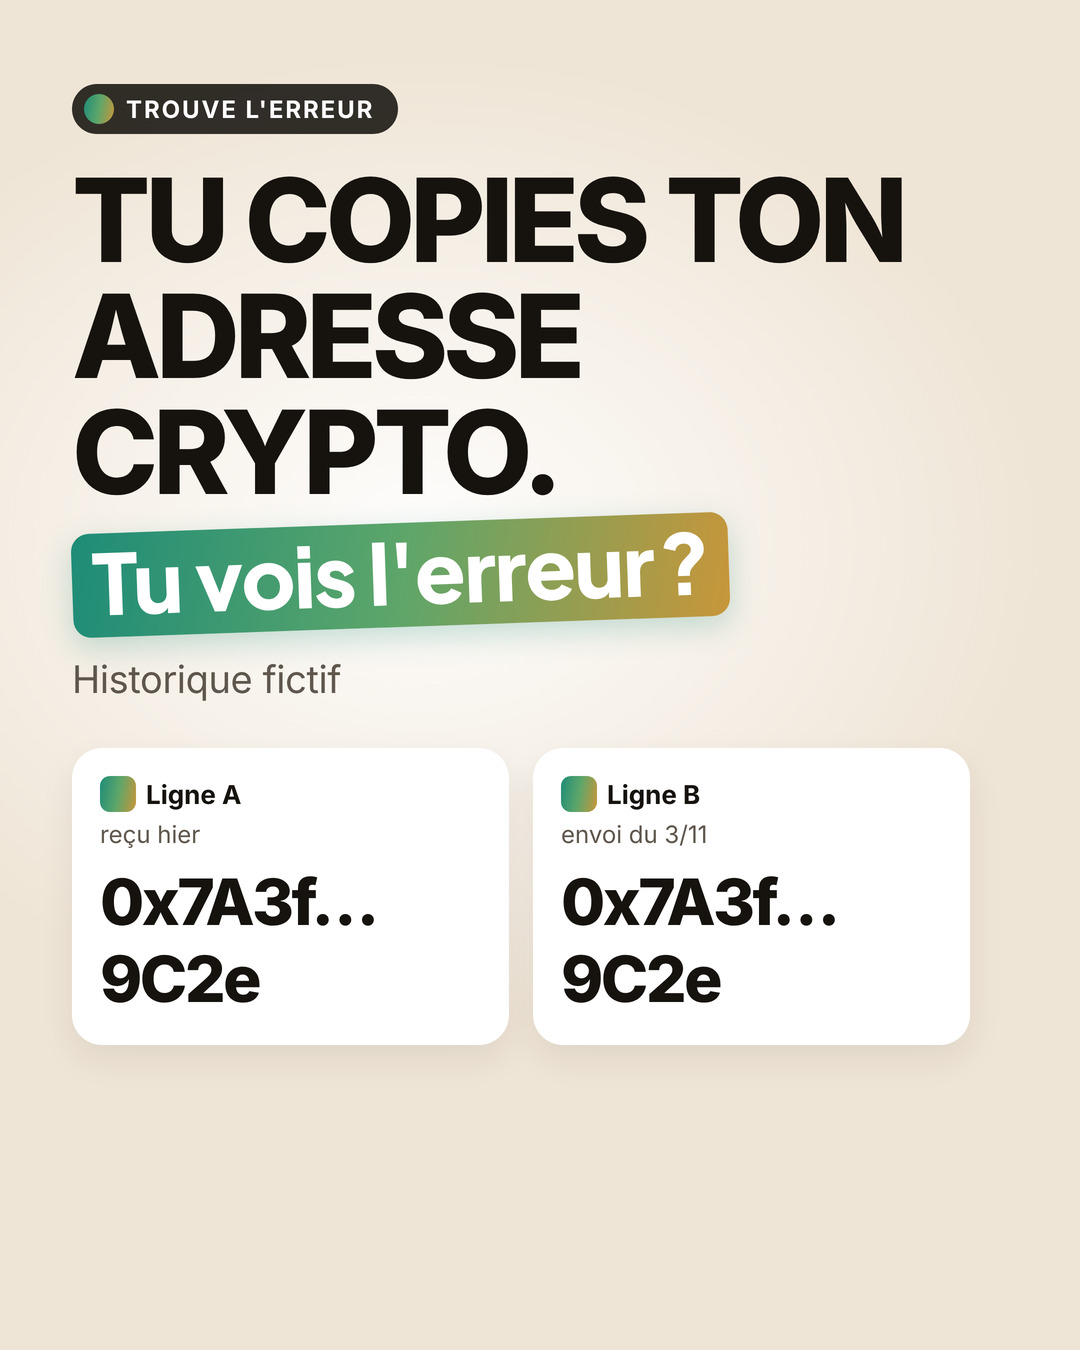 TROUVE L'ERREUR
TU COPIES TON
ADRESSE
CRYPTO.
Tu vois l'erreur ?
Historique fictif
Ligne A
reçu hier
0x7A3f…
9C2e
Ligne B
envoi du 3/11
0x7A3f…
9C2e